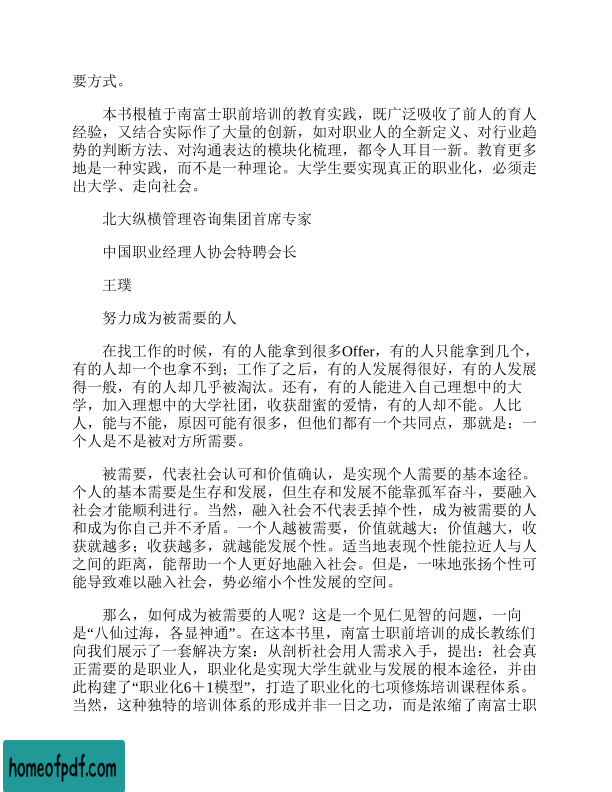 要方式。
本书根植于南富士职前培训的教育实践，既广泛吸收了前人的育人
经验，又结合实际作了大量的创新，如对职业人的全新定义、对行业趋
势的判断方法、对沟通表达的模块化梳理，都令人耳目一新。教育更多
地是一种实践，而不是一种理论。大学生要实现真正的职业化，必须走
出大学、走向社会。
北大纵横管理咨询集团首席专家
中国职业经理人协会特聘会长
王璞
努力成为被需要的人
在找工作的时候，有的人能拿到很多Offer，有的人只能拿到几个，
有的人却一个也拿不到；工作了之后，有的人发展得很好，有的人发展
得一般，有的人却几乎被淘汰。还有，有的人能进入自己理想中的大
学，加入理想中的大学社团，收获甜蜜的爱情，有的人却不能。人比
人，能与不能，原因可能有很多，但他们都有一个共同点，那就是：一
个人是不是被对方所需要。
被需要，代表社会认可和价值确认，是实现个人需要的基本途径。
个人的基本需要是生存和发展，但生存和发展不能靠孤军奋斗，要融入
社会才能顺利进行。当然，融入社会不代表丢掉个性，成为被需要的人
和成为你自己并不矛盾。一个人越被需要，价值就越大；价值越大，收
获就越多；收获越多，就越能发展个性。适当地表现个性能拉近人与人
之间的距离，能帮助一个人更好地融入社会。但是，一味地张扬个性可
能导致难以融入社会，势必缩小个性发展的空间。
那么，如何成为被需要的人呢？这是一个见仁见智的问题，一向
是“八仙过海，各显神通”。在这本书里，南富士职前培训的成长教练们
向我们展示了一套解决方案：从剖析社会用人需求入手，提出：社会真
正需要的是职业人，职业化是实现大学生就业与发展的根本途径，并由
此构建了“职业化6＋1模型”，打造了职业化的七项修炼培训课程体系。
当然，这种独特的培训体系的形成并非一日之功，而是浓缩了南富士职
homeofpdf.com